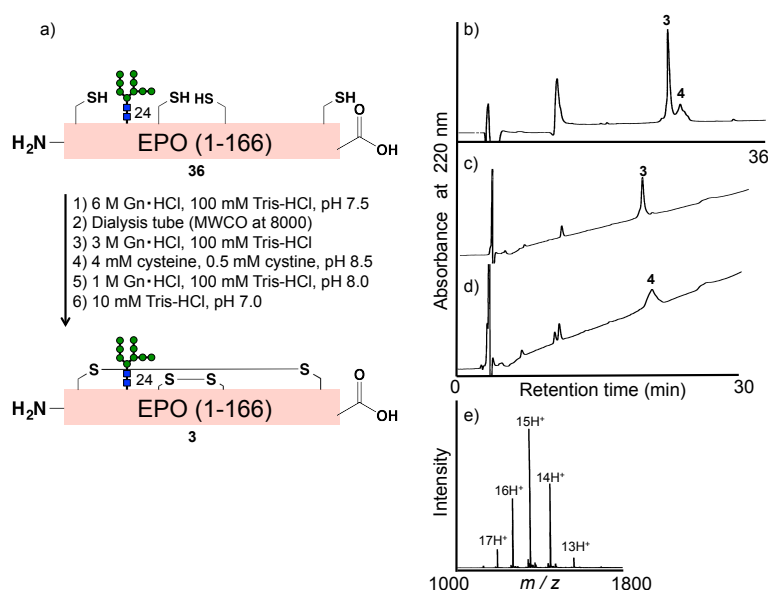 a)
SH
SH
HS
SH
24
O
OH
H₂N
EPO (1-166)
36
1) 6 M Gn・HCl, 100 mM Tris-HCl, pH 7.5
2) Dialysis tube (MWCO at 8000)
3) 3 M Gn・HCl, 100 mM Tris-HCl
4) 4 mM cysteine, 0.5 mM cystine, pH 8.5
5) 1 M Gn・HCl, 100 mM Tris-HCl, pH 8.0
6) 10 mM Tris-HCl, pH 7.0
S
S
24
S
S
O
OH
H₂N
EPO (1-166)
3
b)
3
4
36
c)
3
d)
4
Absorbance at 220 nm
0
Retention time (min)
30
e)
15H⁺
16H⁺
14H⁺
17H⁺
13H⁺
Intensity
1000
m / z
1800